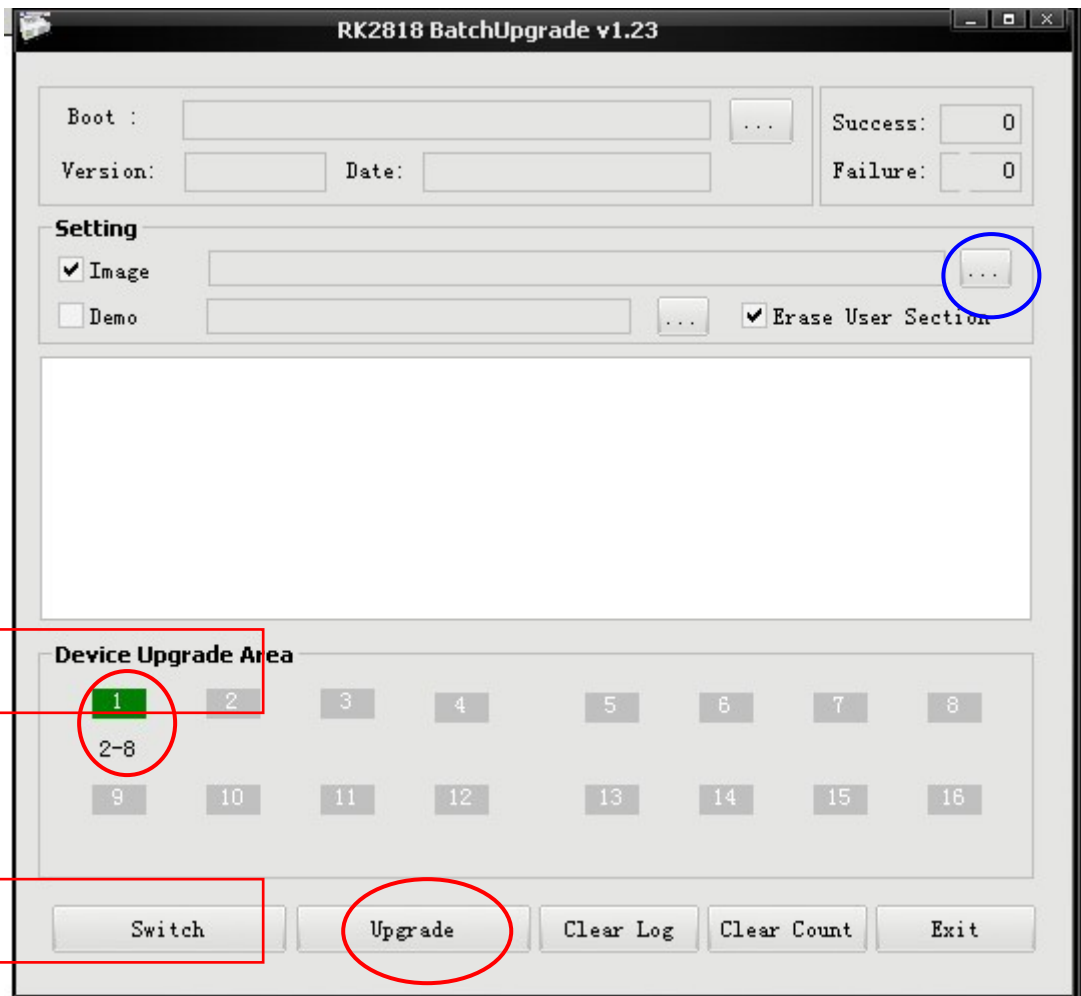 RK2818 BatchUpgrade v1.23
Boot : ... Success: 0
Version: Date: Failure: 0
Setting
Image ...
Demo ... Erase User Section
Device Upgrade Area
1 2 3 4 5 6 7 8
2-8
9 10 11 12 13 14 15 16
Switch Upgrade Clear Log Clear Count Exit